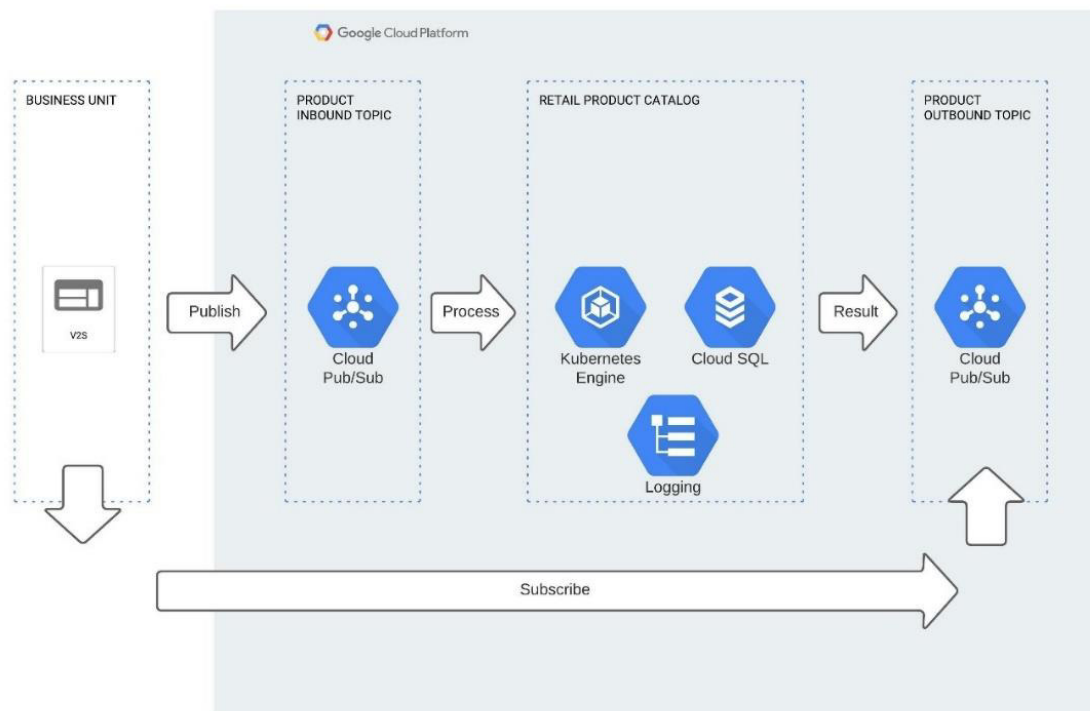 Google Cloud Platform
BUSINESS UNIT
PRODUCT
INBOUND TOPIC
RETAIL PRODUCT CATALOG
PRODUCT
OUTBOUND TOPIC
V2S
Publish
Cloud
Pub/Sub
Process
Kubernetes
Engine
Cloud SQL
Logging
Result
Cloud
Pub/Sub
Subscribe